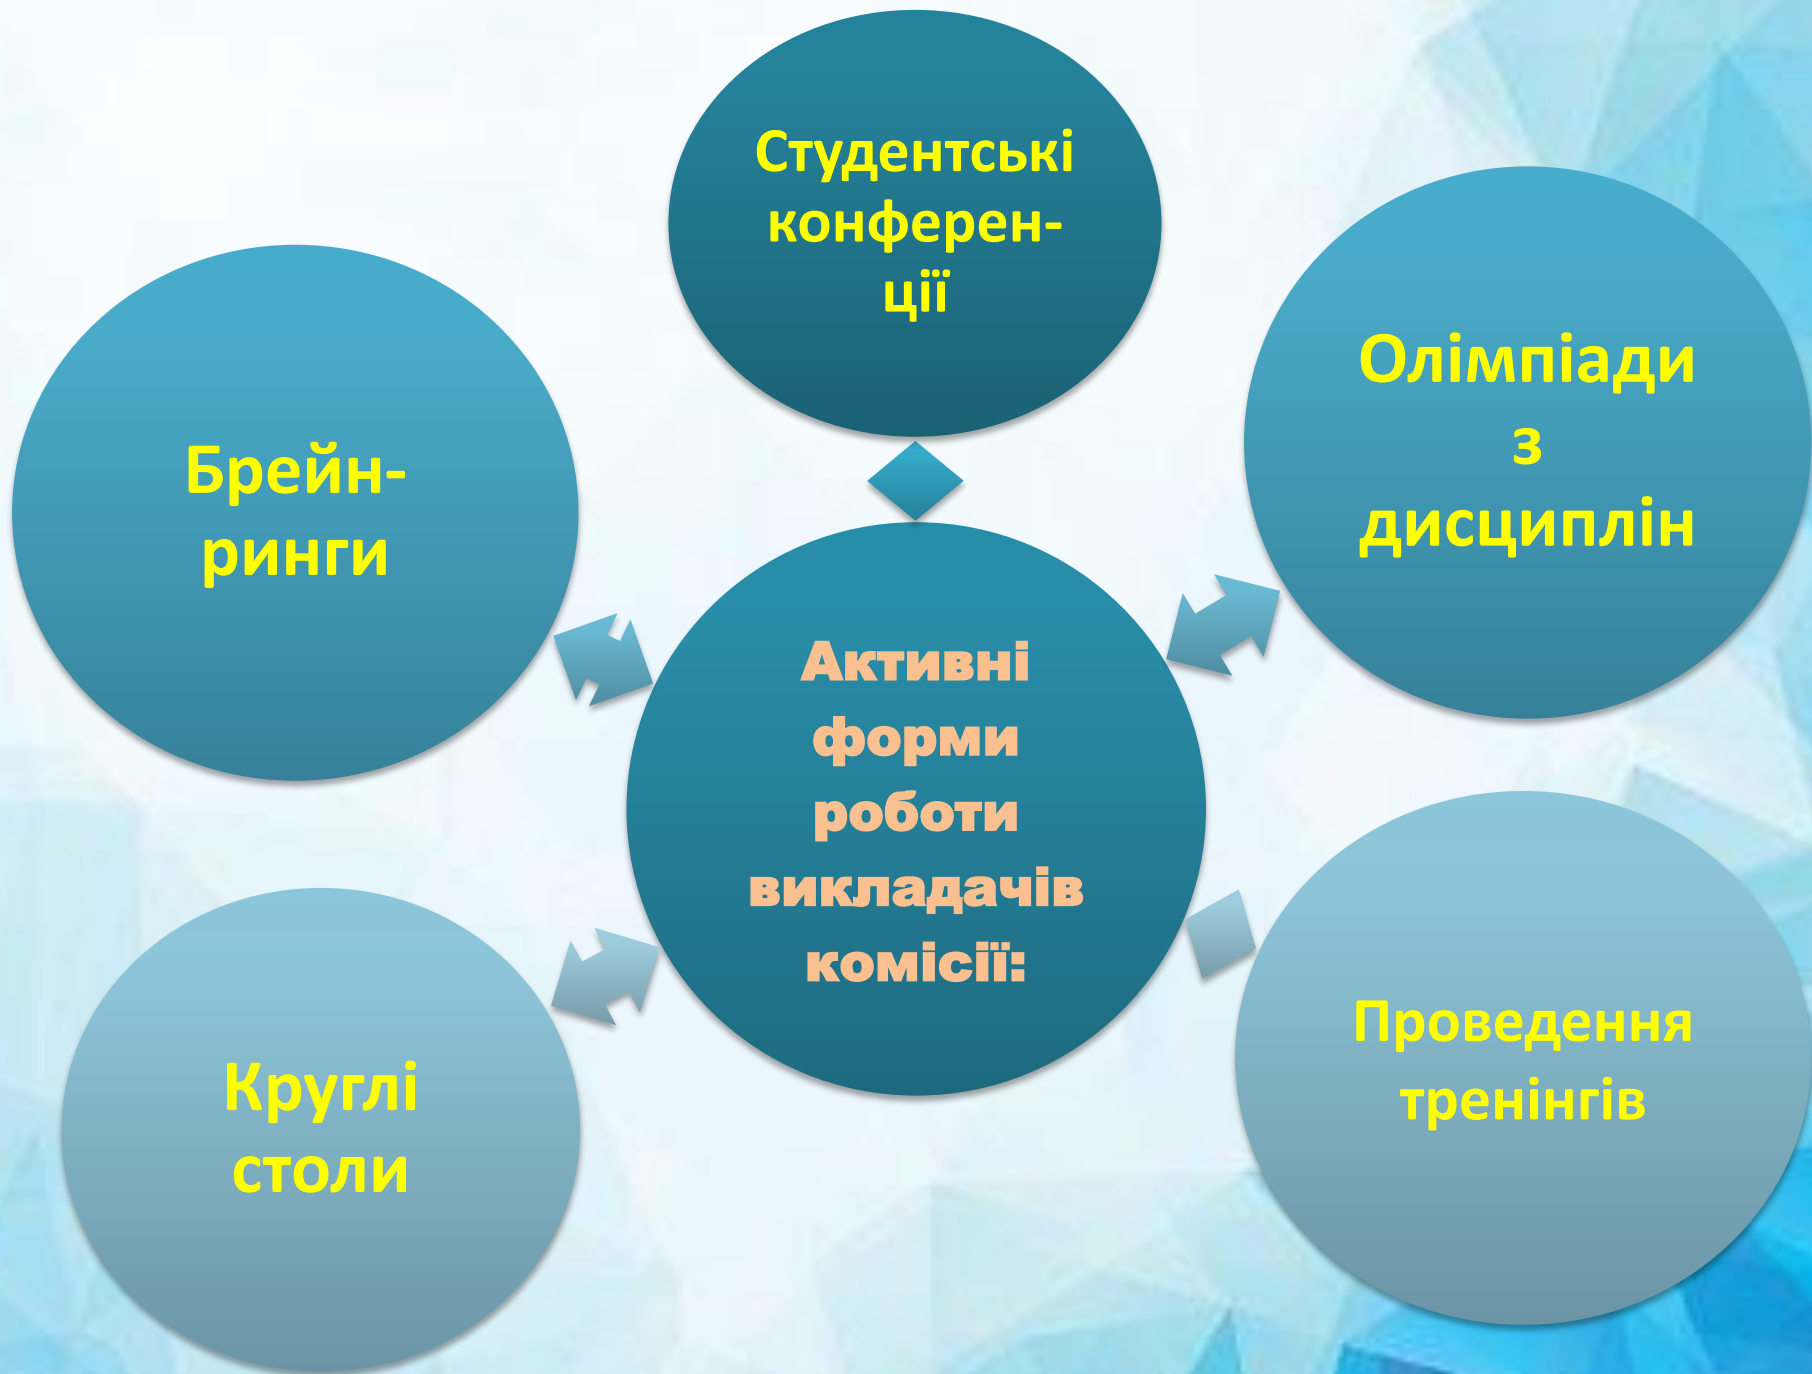 Студентські
конферен-
ції
Олімпіади
з
дисциплін
Брейн-
ринги
Активні
форми
роботи
викладачів
комісії:
Проведення
тренінгів
Круглі
столи